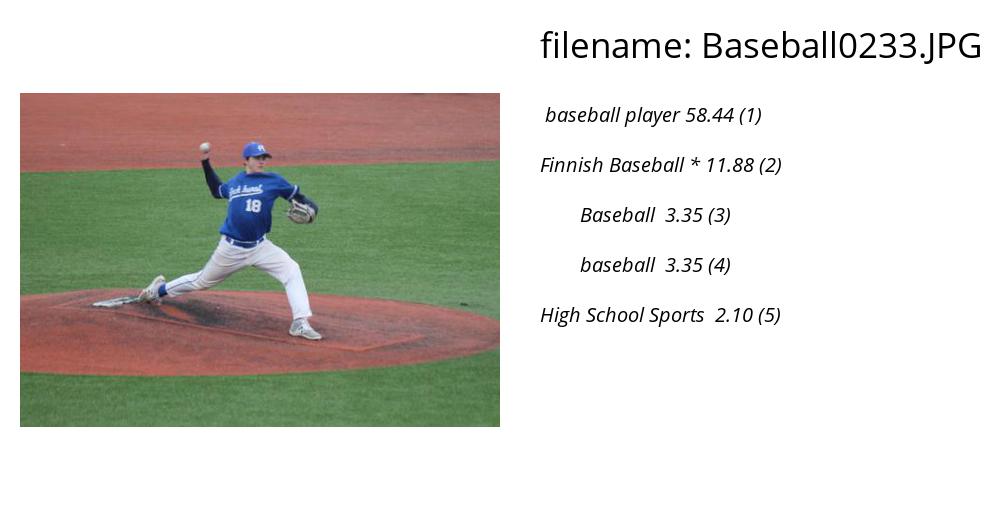 filename: Baseball0233.JPG
baseball player 58.44 (1)
Finnish Baseball * 11.88 (2)
Baseball 3.35 (3)
baseball 3.35 (4)
High School Sports 2.10 (5)
18